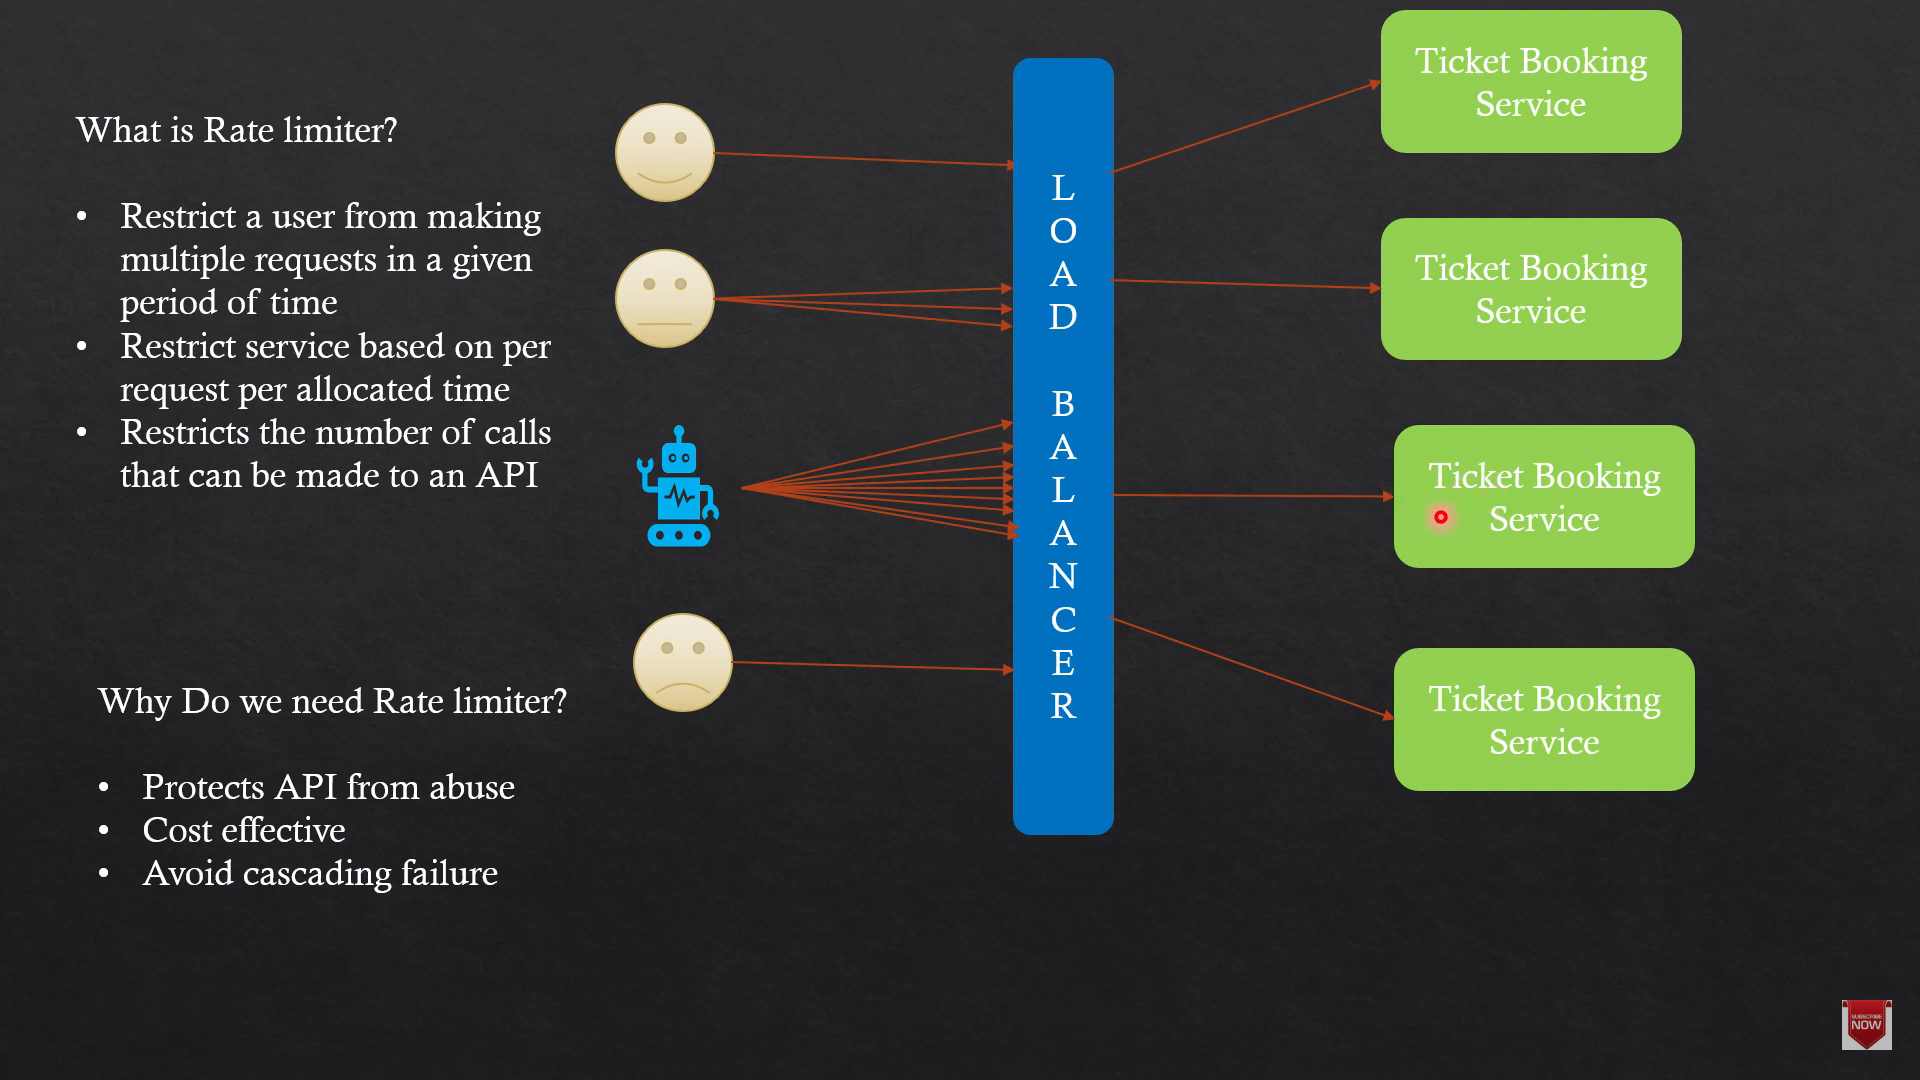 What is Rate limiter?
• Restrict a user from making
multiple requests in a given
period of time
• Restrict service based on per
request per allocated time
• Restricts the number of calls
that can be made to an API
Why Do we need Rate limiter?
• Protects API from abuse
• Cost effective
• Avoid cascading failure
L
O
A
D
B
A
L
A
N
C
E
R
Ticket Booking
Service
Ticket Booking
Service
Ticket Booking
Service
Ticket Booking
Service
SUBSCRIBE
NOW